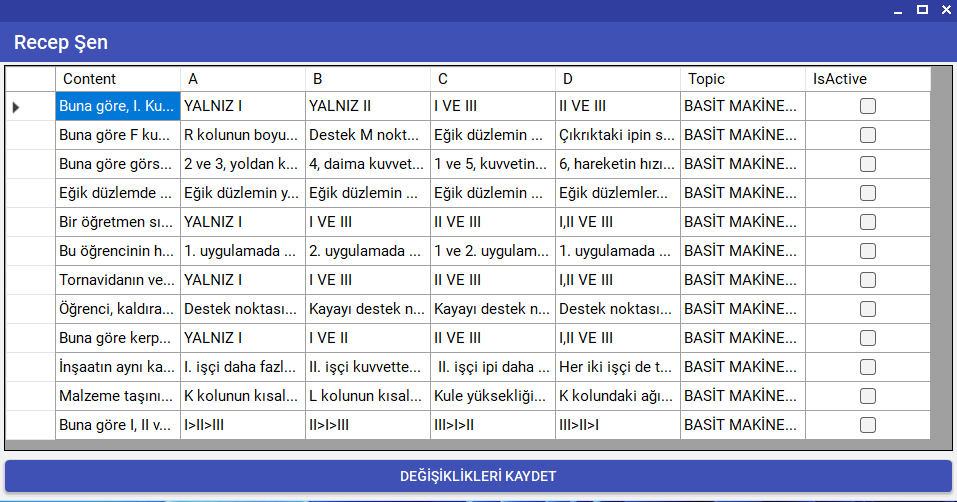 Recep Şen
Content A B C D Topic IsActive
Buna göre, I. Ku... YALNIZ I YALNIZ II I VE III II VE III BASİT MAKİNE...
Buna göre F ku... R kolunun boyu... Destek M nokt... Eğik düzlemin ... Çıkrıktaki ipin s... BASİT MAKİNE...
Buna göre görs... 2 ve 3, yoldan k... 4, daima kuvvet... 1 ve 5, kuvvetin... 6, hareketin hızı... BASİT MAKİNE...
Eğik düzlemde ... Eğik düzlemin y... Eğik düzlemin ... Eğik düzlemin ... Eğik düzlemler... BASİT MAKİNE...
Bir öğretmen sı... YALNIZ I I VE III II VE III I,II VE III BASİT MAKİNE...
Bu öğrencinin h... 1. uygulamada ... 2. uygulamada ... 1 ve 2. uygulam... 1. uygulamada ... BASİT MAKİNE...
Tornavidanın ve... YALNIZ I I VE III II VE III I,II VE III BASİT MAKİNE...
Öğrenci, kaldıra... Destek noktası... Kayayı destek n... Kayayı destek n... Destek noktası... BASİT MAKİNE...
Buna göre kerp... YALNIZ I I VE II II VE III I,II VE III BASİT MAKİNE...
İnşaatın aynı ka... I. işçi daha fazl... II. işçi kuvvette... II. işçi ipi daha ... Her iki işçi de t... BASİT MAKİNE...
Malzeme taşını... K kolunun kısal... L kolunun kısal... Kule yüksekliği... K kolundaki ağı... BASİT MAKİNE...
Buna göre I, II v... I>II>III II>I>III III>I>II III>II>I BASİT MAKİNE...
DEĞİŞİKLİKLERİ KAYDET